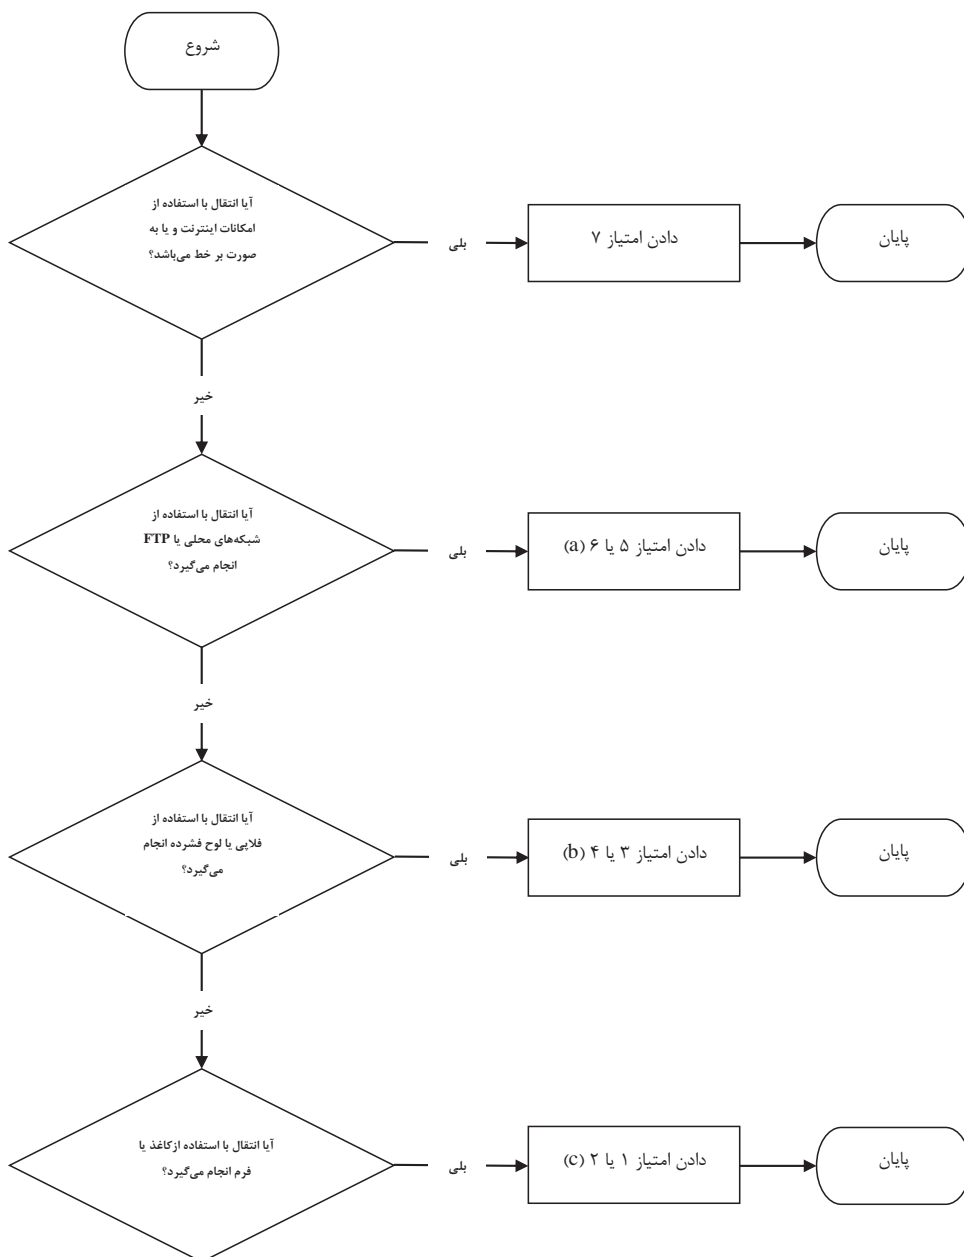 شروع
آیا انتقال با استفاده از
امکانات اینترنت و یا به
صورت بر خط می‌باشد؟
بلی
دادن امتیاز ۷
پایان
خیر
آیا انتقال با استفاده از
شبکه‌های محلی یا FTP
انجام می‌گیرد؟
بلی
دادن امتیاز ۵ یا ۶ (a)
پایان
خیر
آیا انتقال با استفاده از
فلاپی یا لوح فشرده انجام
می‌گیرد؟
بلی
دادن امتیاز ۳ یا ۴ (b)
پایان
خیر
آیا انتقال با استفاده ازکاغذ یا
فرم انجام می‌گیرد؟
بلی
دادن امتیاز ۱ یا ۲ (c)
پایان